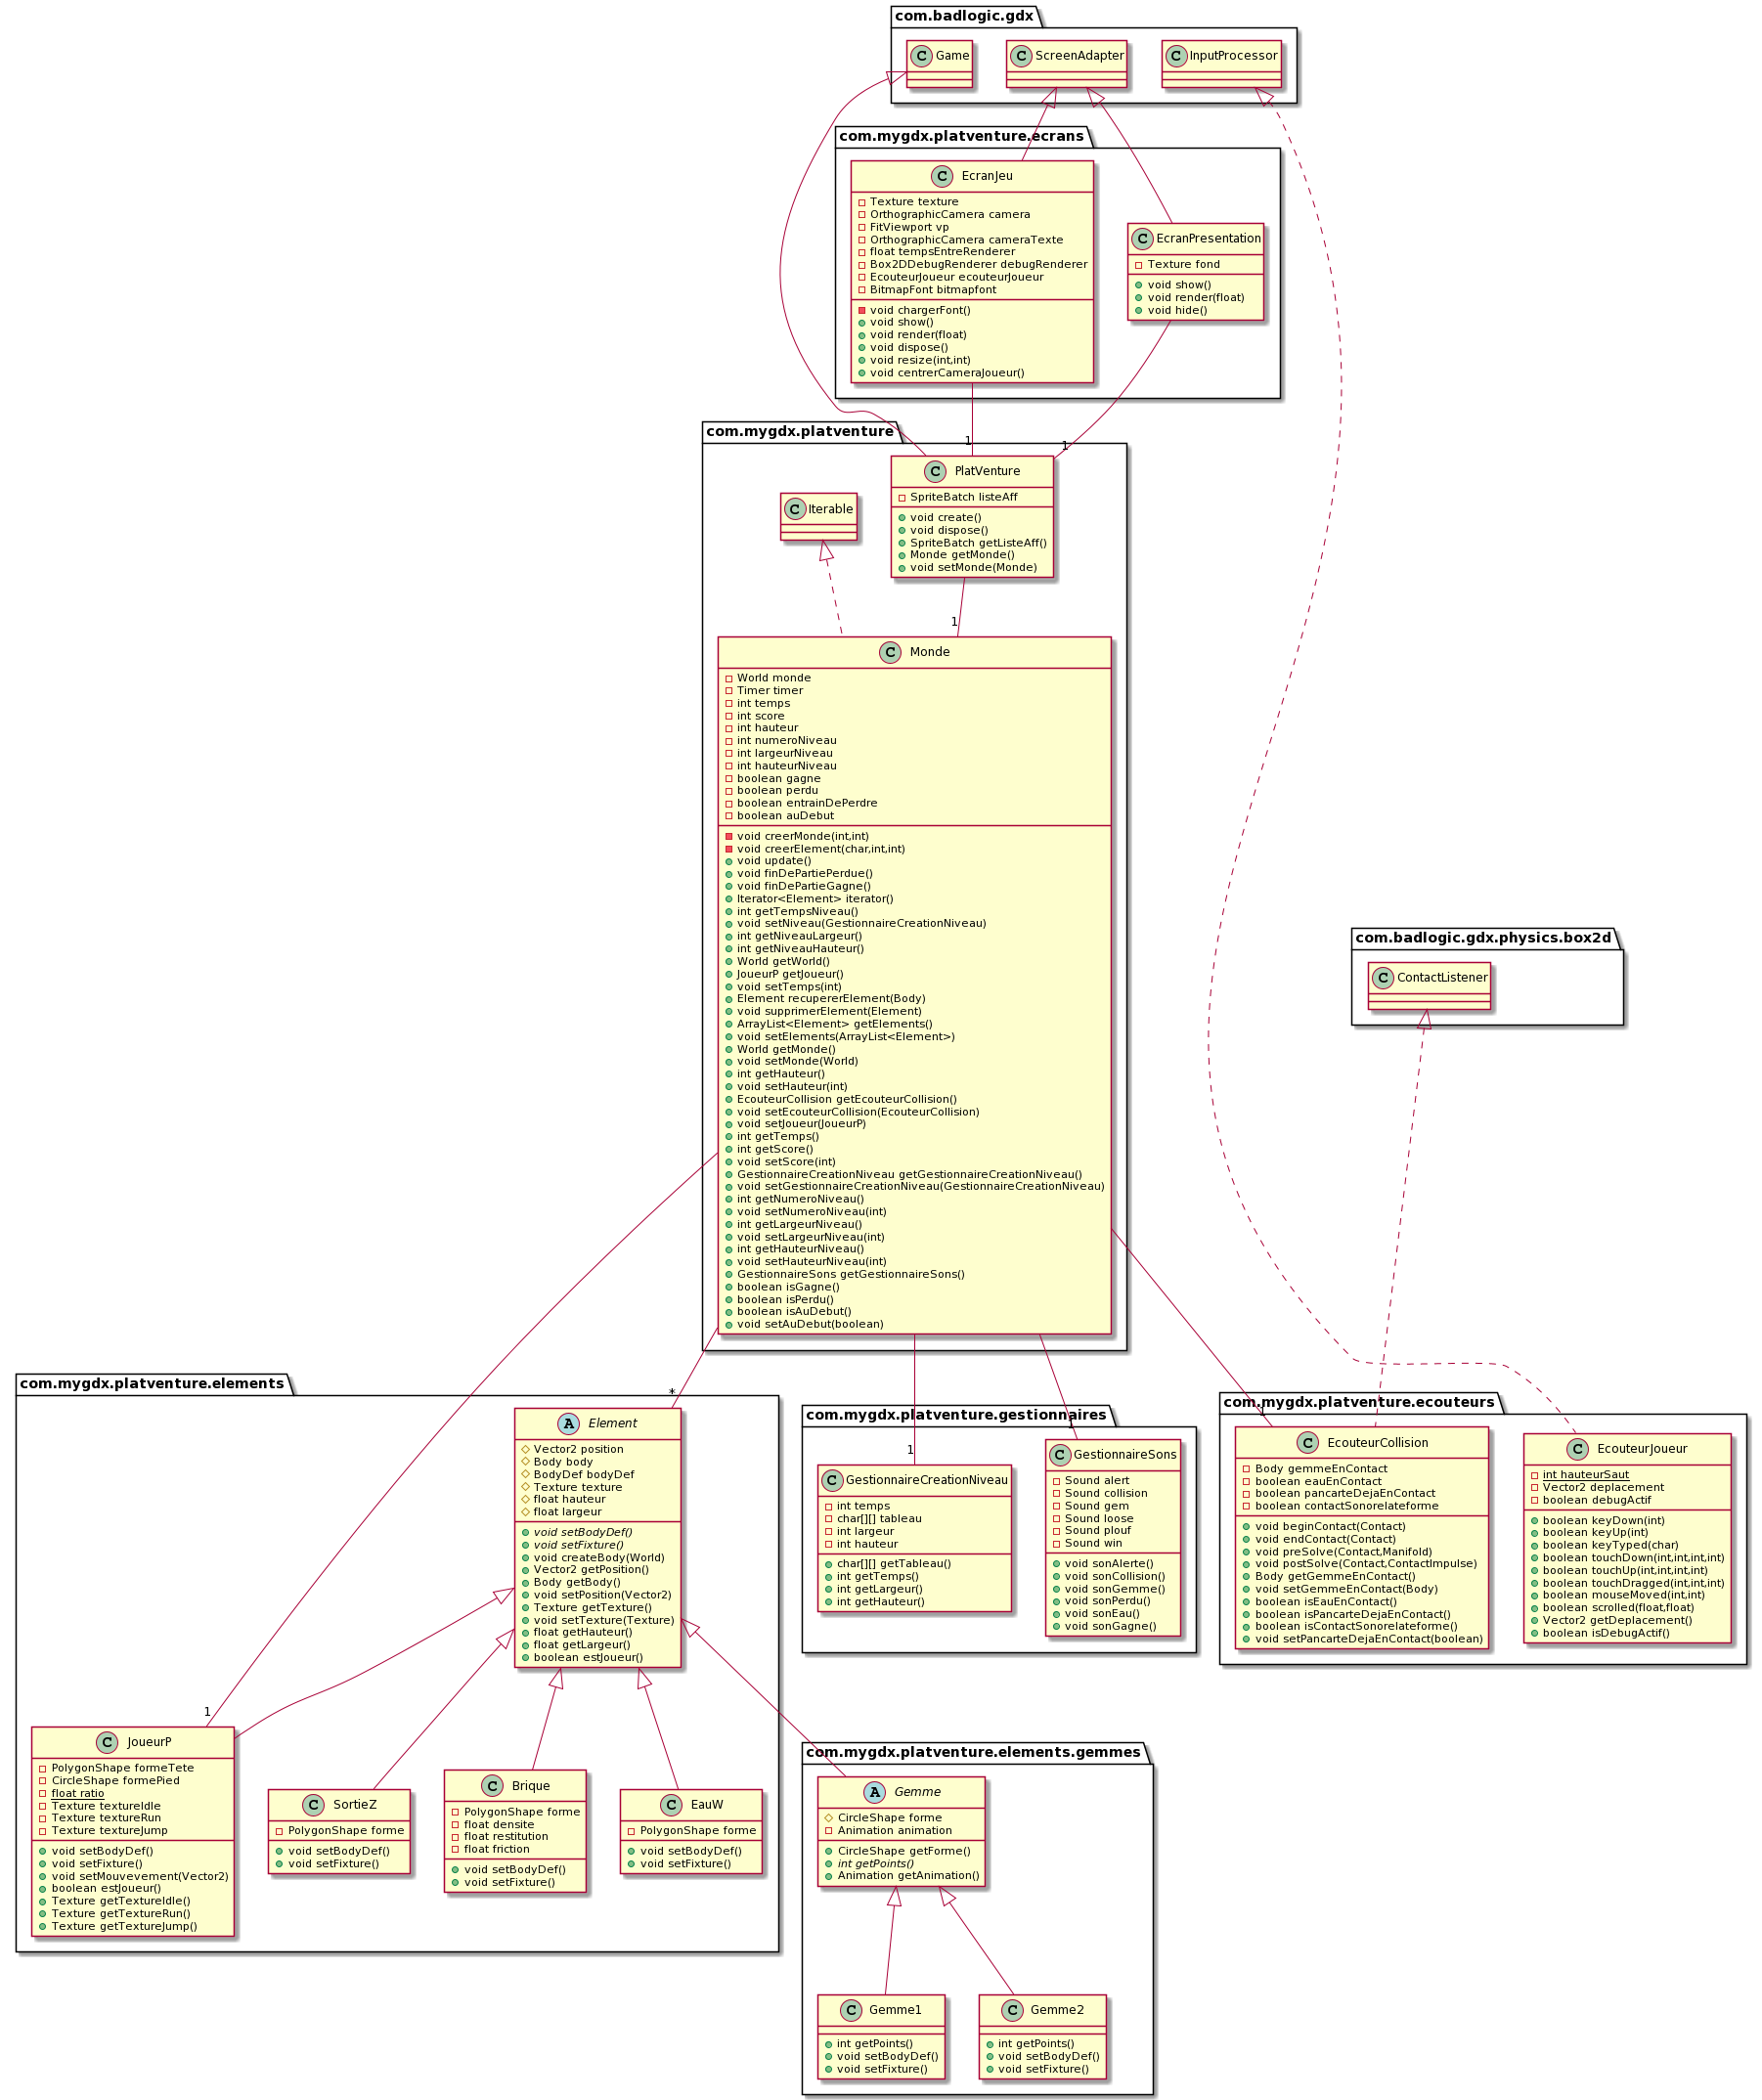 com.badlogic.gdx
C Game
C ScreenAdapter
C InputProcessor
com.mygdx.platventure.ecrans
C EcranJeu
Texture texture
OrthographicCamera camera
FitViewport vp
OrthographicCamera cameraTexte
float tempsEntreRenderer
Box2DDebugRenderer debugRenderer
EcouteurJoueur ecouteurJoueur
BitmapFont bitmapfont
void chargerFont()
void show()
void render(float)
void dispose()
void resize(int,int)
void centrerCameraJoueur()
C EcranPresentation
Texture fond
void show()
void render(float)
void hide()
com.mygdx.platventure
1
1
C PlatVenture
SpriteBatch listeAff
void create()
void dispose()
SpriteBatch getListeAff()
Monde getMonde()
void setMonde(Monde)
C Iterable
1
C Monde
World monde
Timer timer
int temps
int score
int hauteur
int numeroNiveau
int largeurNiveau
int hauteurNiveau
boolean gagne
boolean perdu
boolean entrainDePerdre
boolean auDebut
void creerMonde(int,int)
void creerElement(char,int,int)
void update()
void finDePartiePerdue()
void finDePartieGagne()
Iterator<Element> iterator()
int getTempsNiveau()
void setNiveau(GestionnaireCreationNiveau)
int getNiveauLargeur()
int getNiveauHauteur()
World getWorld()
JoueurP getJoueur()
void setTemps(int)
Element recupererElement(Body)
void supprimerElement(Element)
ArrayList<Element> getElements()
void setElements(ArrayList<Element>)
World getMonde()
void setMonde(World)
int getHauteur()
void setHauteur(int)
EcouteurCollision getEcouteurCollision()
void setEcouteurCollision(EcouteurCollision)
void setJoueur(JoueurP)
int getTemps()
int getScore()
void setScore(int)
GestionnaireCreationNiveau getGestionnaireCreationNiveau()
void setGestionnaireCreationNiveau(GestionnaireCreationNiveau)
int getNumeroNiveau()
void setNumeroNiveau(int)
int getLargeurNiveau()
void setLargeurNiveau(int)
int getHauteurNiveau()
void setHauteurNiveau(int)
GestionnaireSons getGestionnaireSons()
boolean isGagne()
boolean isPerdu()
boolean isAuDebut()
void setAuDebut(boolean)
com.badlogic.gdx.physics.box2d
C ContactListener
com.mygdx.platventure.elements
*
A Element
Vector2 position
Body body
BodyDef bodyDef
Texture texture
float hauteur
float largeur
void setBodyDef()
void setFixture()
void createBody(World)
Vector2 getPosition()
Body getBody()
void setPosition(Vector2)
Texture getTexture()
void setTexture(Texture)
float getHauteur()
float getLargeur()
boolean estJoueur()
1
C JoueurP
PolygonShape formeTete
CircleShape formePied
float ratio
Texture textureIdle
Texture textureRun
Texture textureJump
void setBodyDef()
void setFixture()
void setMouvevement(Vector2)
boolean estJoueur()
Texture getTextureIdle()
Texture getTextureRun()
Texture getTextureJump()
C SortieZ
PolygonShape forme
void setBodyDef()
void setFixture()
C Brique
PolygonShape forme
float densite
float restitution
float friction
void setBodyDef()
void setFixture()
C EauW
PolygonShape forme
void setBodyDef()
void setFixture()
com.mygdx.platventure.gestionnaires
1
1
C GestionnaireCreationNiveau
int temps
char[][] tableau
int largeur
int hauteur
char[][] getTableau()
int getTemps()
int getLargeur()
int getHauteur()
C GestionnaireSons
Sound alert
Sound collision
Sound gem
Sound loose
Sound plouf
Sound win
void sonAlerte()
void sonCollision()
void sonGemme()
void sonPerdu()
void sonEau()
void sonGagne()
com.mygdx.platventure.ecouteurs
1
C EcouteurCollision
Body gemmeEnContact
boolean eauEnContact
boolean pancarteDejaEnContact
boolean contactSonorelateforme
void beginContact(Contact)
void endContact(Contact)
void preSolve(Contact,Manifold)
void postSolve(Contact,ContactImpulse)
Body getGemmeEnContact()
void setGemmeEnContact(Body)
boolean isEauEnContact()
boolean isPancarteDejaEnContact()
boolean isContactSonorelateforme()
void setPancarteDejaEnContact(boolean)
C EcouteurJoueur
int hauteurSaut
Vector2 deplacement
boolean debugActif
boolean keyDown(int)
boolean keyUp(int)
boolean keyTyped(char)
boolean touchDown(int,int,int,int)
boolean touchUp(int,int,int,int)
boolean touchDragged(int,int,int)
boolean mouseMoved(int,int)
boolean scrolled(float,float)
Vector2 getDeplacement()
boolean isDebugActif()
com.mygdx.platventure.elements.gemmes
A Gemme
CircleShape forme
Animation animation
CircleShape getForme()
int getPoints()
Animation getAnimation()
C Gemme1
int getPoints()
void setBodyDef()
void setFixture()
C Gemme2
int getPoints()
void setBodyDef()
void setFixture()